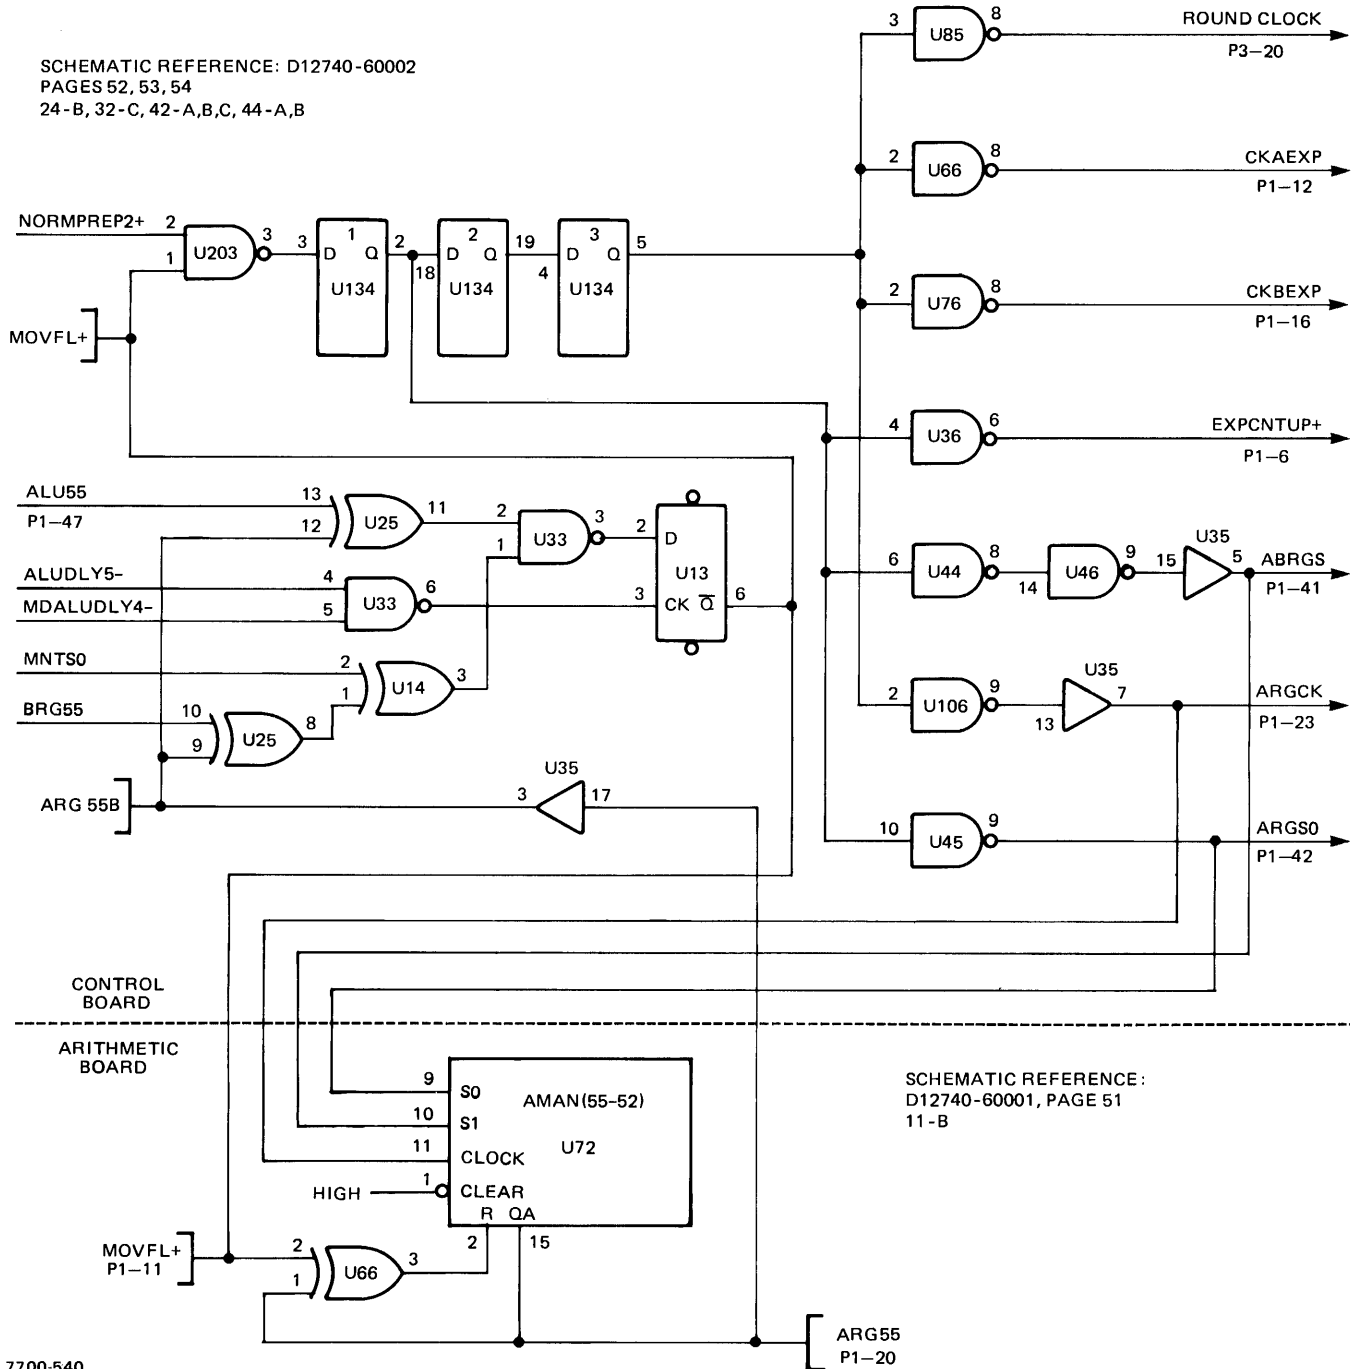 SCHEMATIC REFERENCE: D12740-60002
PAGES 52, 53, 54
24-B, 32-C, 42-A,B,C, 44-A,B
3 U85 8 ROUND CLOCK
P3-20
2 U66 8 CKAEXP
P1-12
NORMPREP2+ 2
1 U203 3
3 D 1 Q 2
U134
18 D 2 Q 19
U134
4 D 3 Q 5
U134
2 U76 8 CKBEXP
P1-16
MOVFL+
4 U36 6 EXPCNTUP+
P1-6
ALU55 13
P1-47 12 U25 11
2 U33 3
1
2 D
U13
3 CK Q̅ 6
ALUDLY5- 4
MDALUDLY4- 5 U33 6
6 U44 8
14 U46 9
15 U35 5 ABRGS
P1-41
MNTS0 2
1 U14 3
BRG55 10
9 U25 8
2 U106 9
13 U35 7 ARGCK
P1-23
ARG 55B
3 U35 17
10 U45 9 ARGS0
P1-42
CONTROL
BOARD
ARITHMETIC
BOARD
9 S0 AMAN(55-52)
10 S1 U72
11 CLOCK
HIGH 1 CLEAR
R QA
2 15
SCHEMATIC REFERENCE:
D12740-60001, PAGE 51
11-B
MOVFL+
P1-11
2 U66 3
1
ARG55
P1-20
7700-540